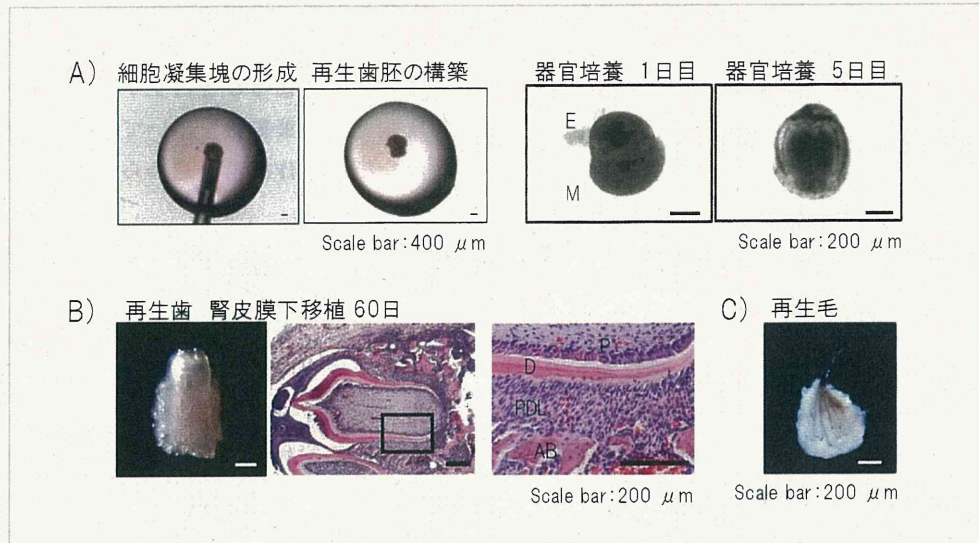 A) 細胞凝集塊の形成 再生歯胚の構築 器官培養 1日目 器官培養 5日目
E
M
Scale bar:400 μm Scale bar:200 μm
B) 再生歯 腎皮膜下移植 60日 C) 再生毛
P
D
PDL
AB
Scale bar:200 μm Scale bar:200 μm